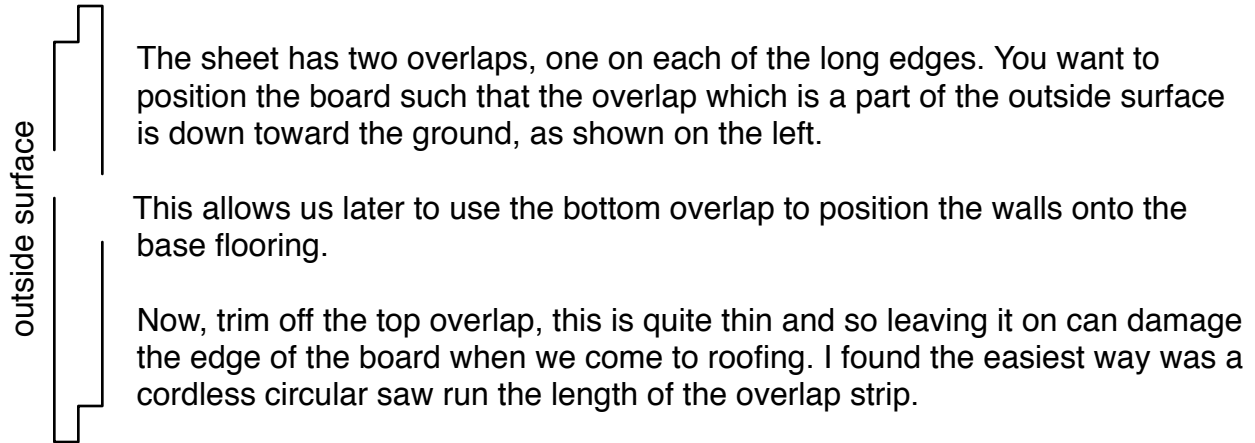 outside surface
The sheet has two overlaps, one on each of the long edges. You want to
position the board such that the overlap which is a part of the outside surface
is down toward the ground, as shown on the left.
This allows us later to use the bottom overlap to position the walls onto the
base flooring.
Now, trim off the top overlap, this is quite thin and so leaving it on can damage
the edge of the board when we come to roofing. I found the easiest way was a
cordless circular saw run the length of the overlap strip.